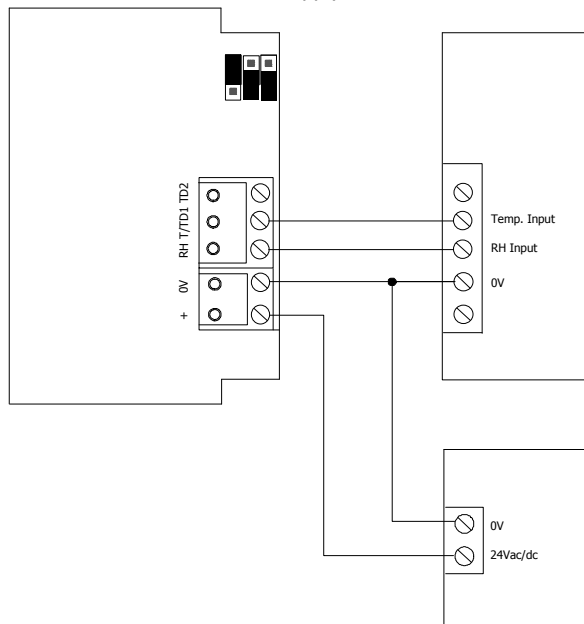 RH T/TD1 TD2
+ 0V
Temp. Input
RH Input
0V
0V
24Vac/dc